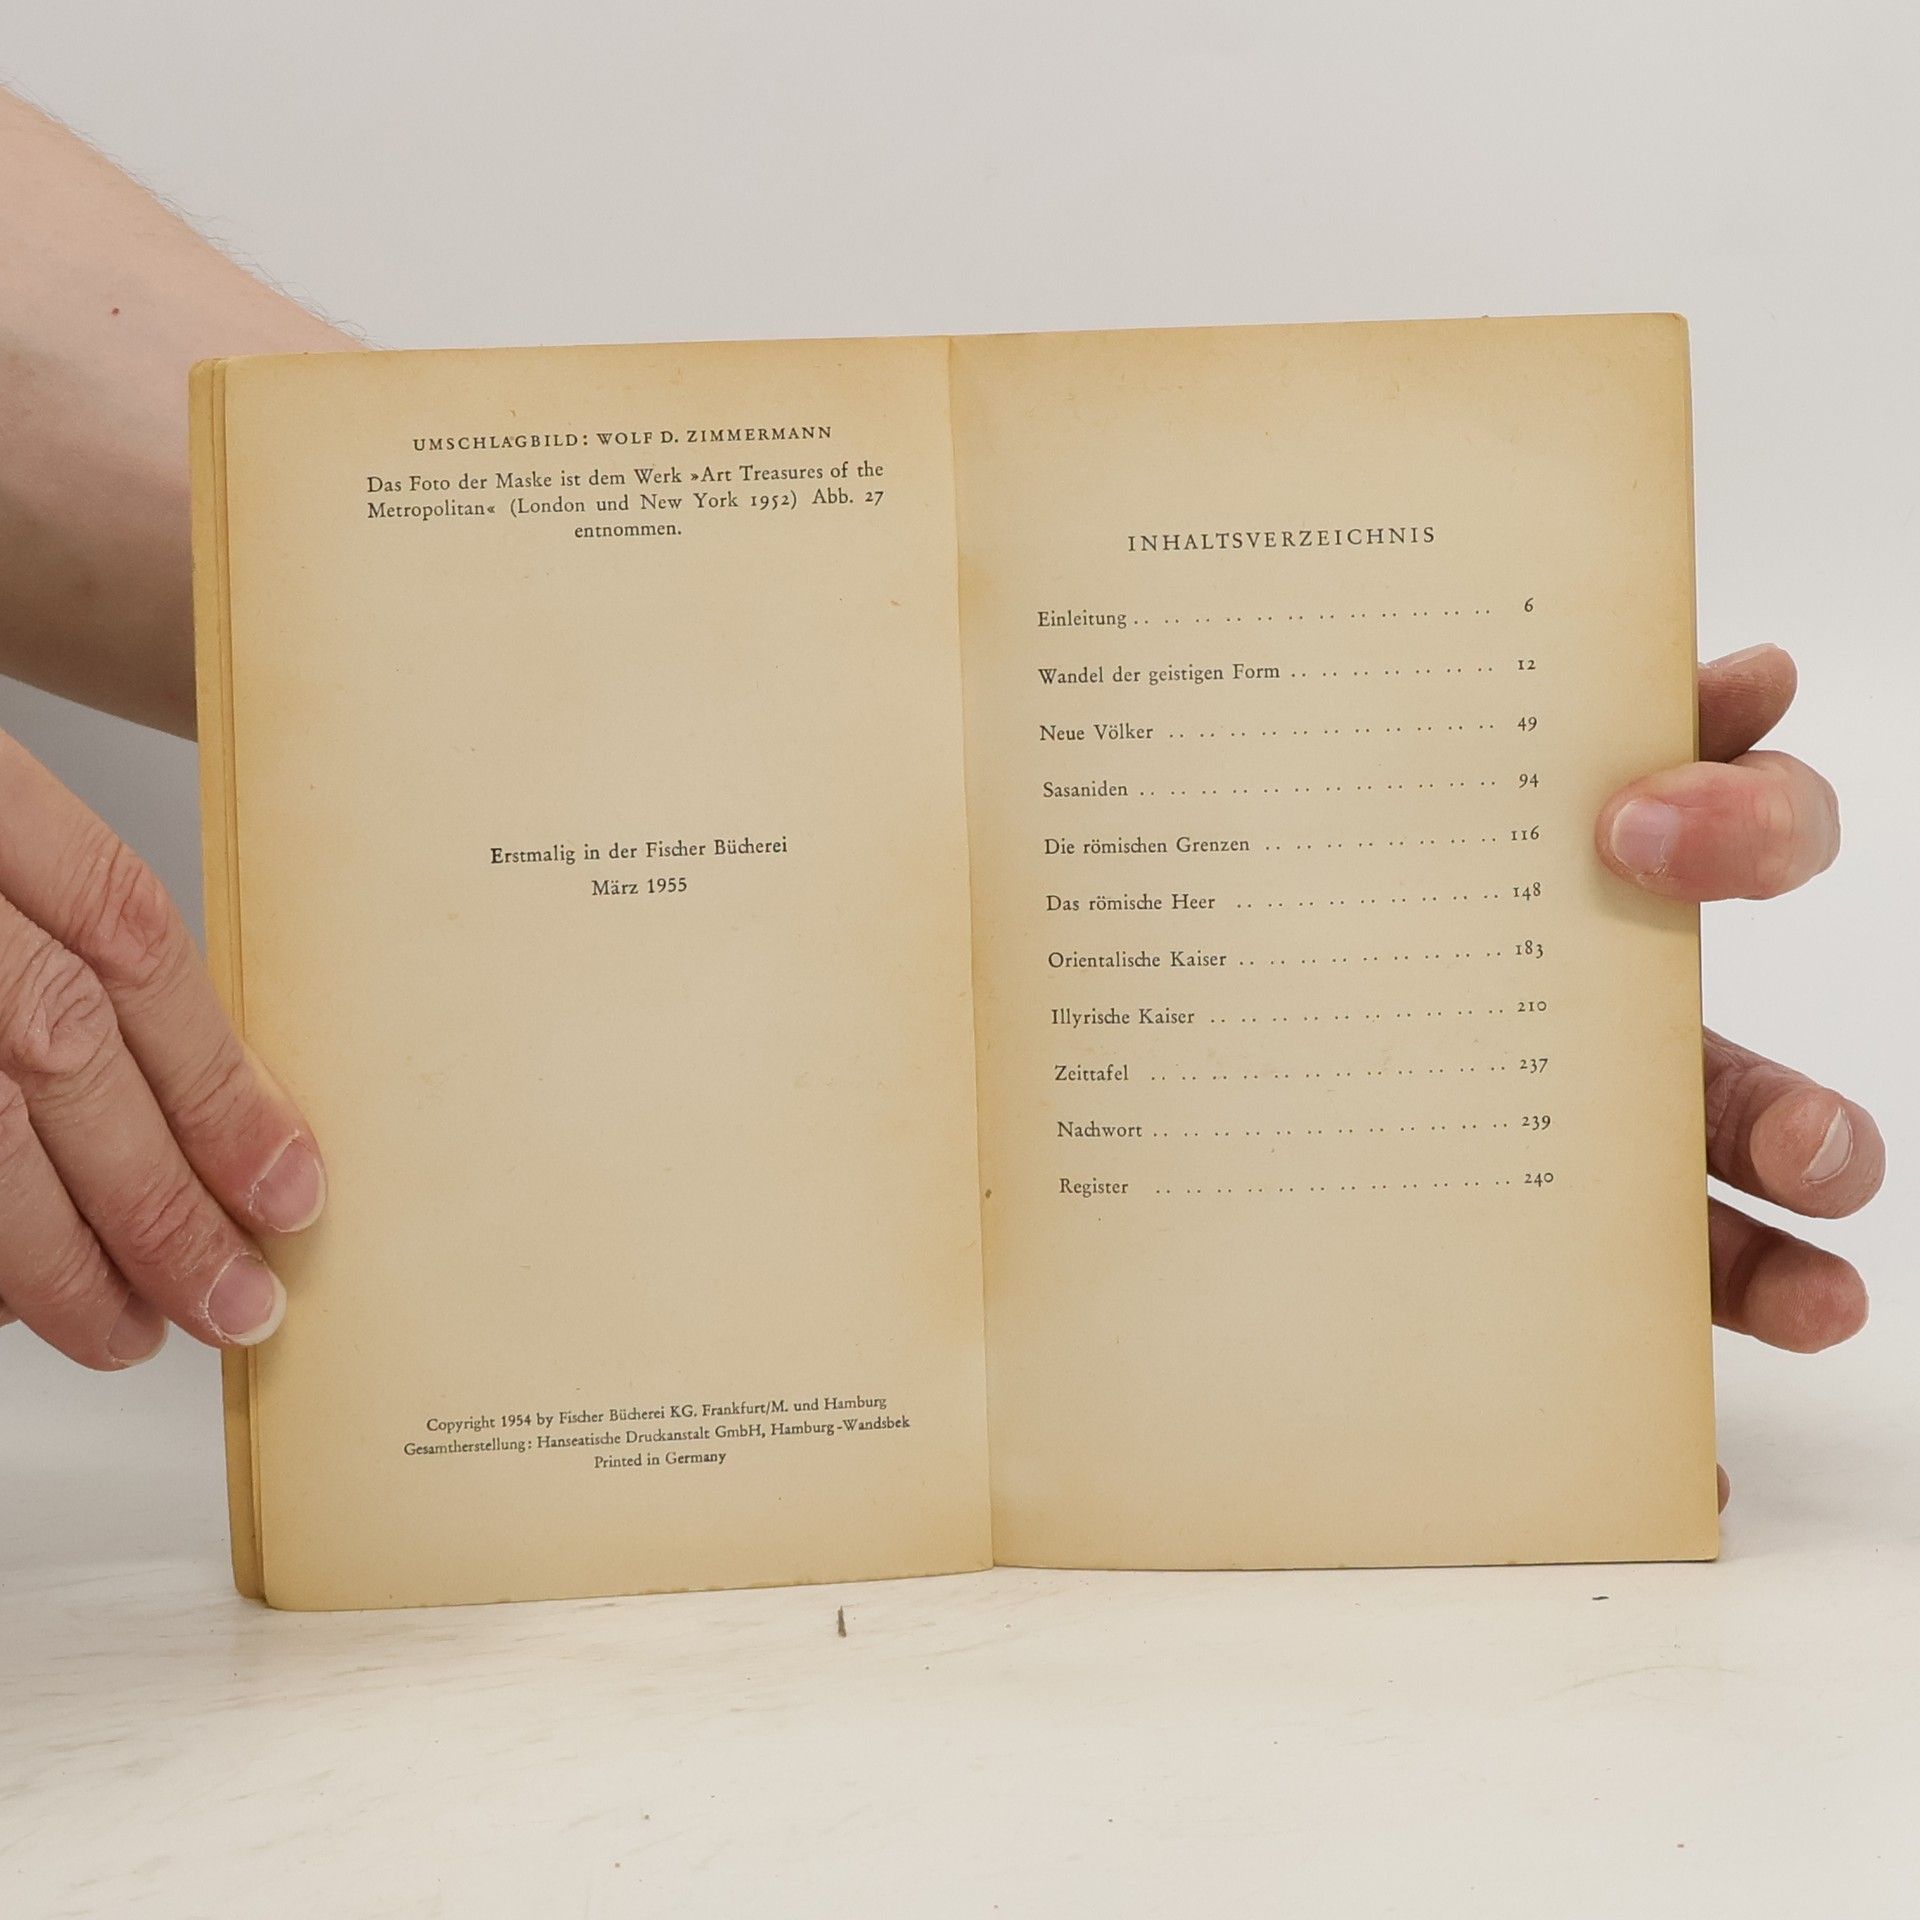 UMSCHLAGBILD: WOLF D. ZIMMERMANN
Das Foto der Maske ist dem Werk »Art Treasures of the
Metropolitan« (London und New York 1952) Abb. 27
entnommen.
Erstmalig in der Fischer Bücherei
März 1955
Copyright 1954 by Fischer Bücherei KG. Frankfurt/M. und Hamburg
Gesamtherstellung: Hanseatische Druckanstalt GmbH, Hamburg-Wandsbek
Printed in Germany
INHALTSVERZEICHNIS
Einleitung .. .. .. .. .. .. .. .. .. .. .. .. 6
Wandel der geistigen Form .. .. .. .. .. .. .. 12
Neue Völker .. .. .. .. .. .. .. .. .. .. .. 49
Sasaniden .. .. .. .. .. .. .. .. .. .. .. .. 94
Die römischen Grenzen .. .. .. .. .. .. .. .. 116
Das römische Heer .. .. .. .. .. .. .. .. .. 148
Orientalische Kaiser .. .. .. .. .. .. .. .. .. 183
Illyrische Kaiser .. .. .. .. .. .. .. .. .. .. 210
Zeittafel .. .. .. .. .. .. .. .. .. .. .. .. 237
Nachwort .. .. .. .. .. .. .. .. .. .. .. .. 239
Register .. .. .. .. .. .. .. .. .. .. .. .. 240